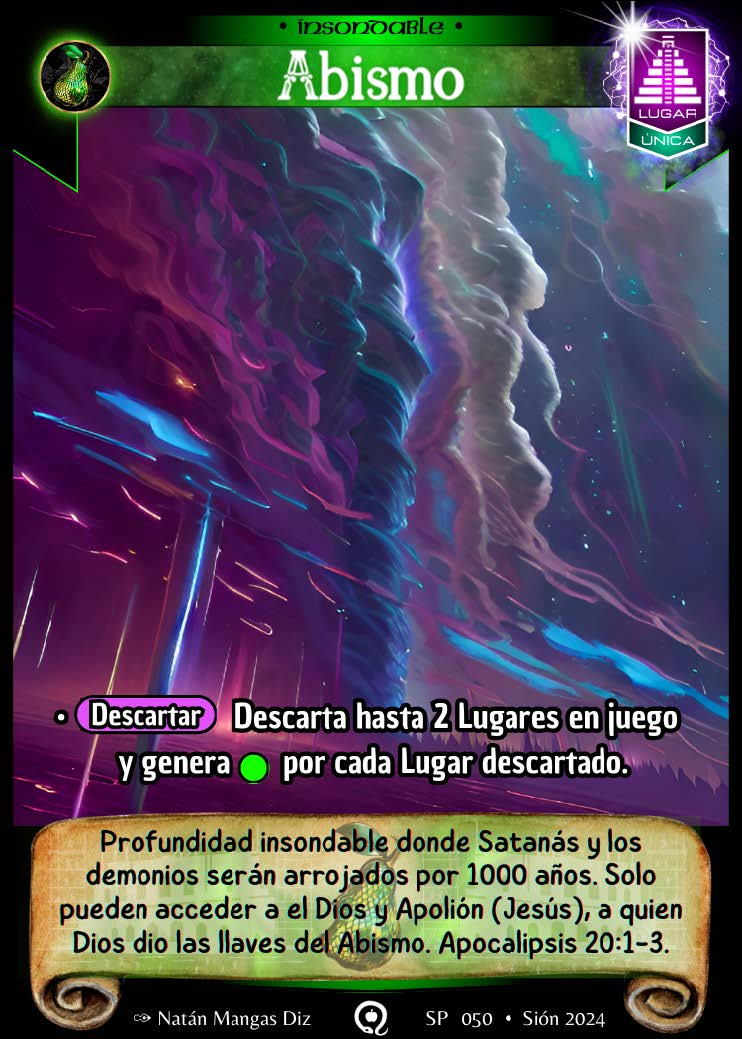 • insondable •
Abismo
LUGAR
ÚNICA
• Descartar Descarta hasta 2 Lugares en juego
y genera por cada Lugar descartado.
Profundidad insondable donde Satanás y los
demonios serán arrojados por 1000 años. Solo
pueden acceder a el Dios y Apolión (Jesús), a quien
Dios dio las llaves del Abismo. Apocalipsis 20:1-3.
Natán Mangas Diz SP 050 • Sión 2024